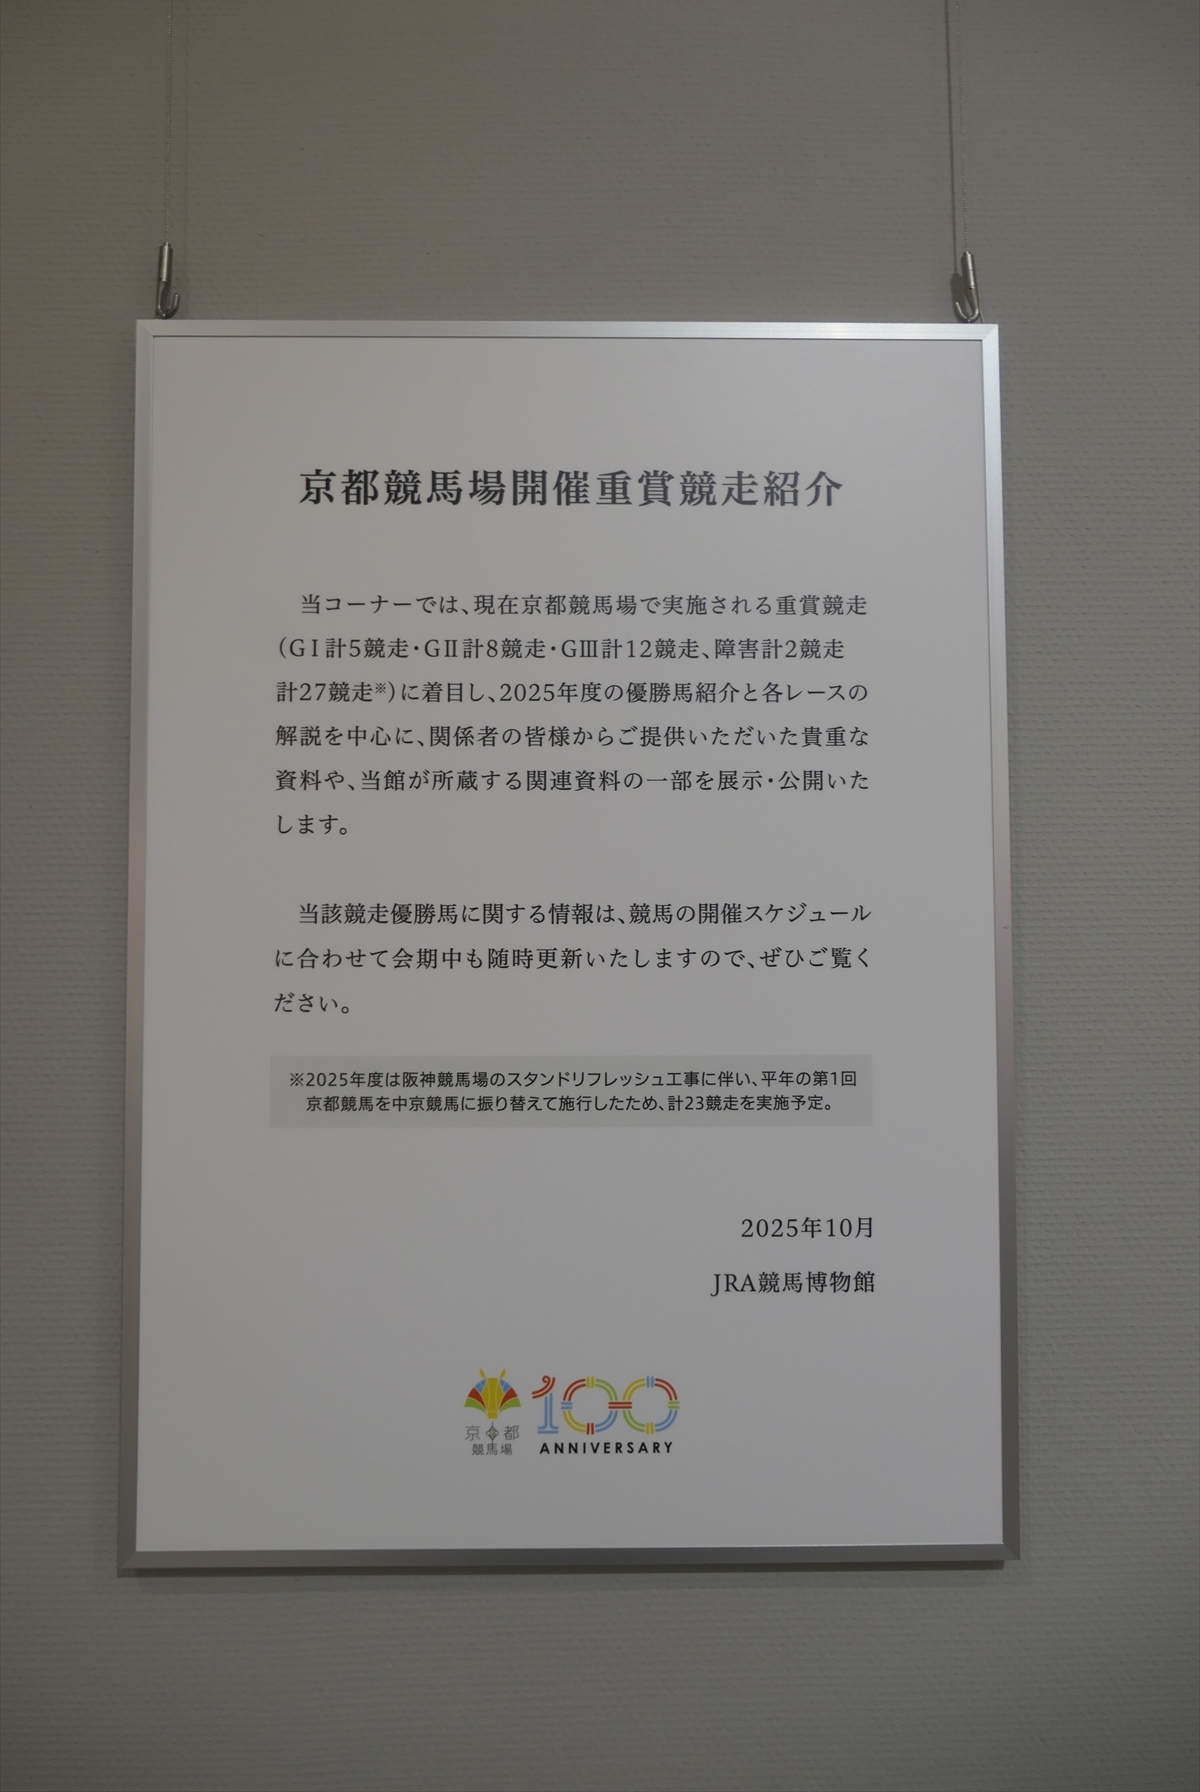 京都競馬場開催重賞競走紹介
当コーナーでは、現在京都競馬場で実施される重賞競走
（GⅠ計5競走・GⅡ計8競走・GⅢ計12競走、障害計2競走
計27競走※）に着目し、2025年度の優勝馬紹介と各レースの
解説を中心に、関係者の皆様からご提供いただいた貴重な
資料や、当館が所蔵する関連資料の一部を展示・公開いた
します。
当該競走優勝馬に関する情報は、競馬の開催スケジュール
に合わせて会期中も随時更新いたしますので、ぜひご覧く
ださい。
※2025年度は阪神競馬場のスタンドリフレッシュ工事に伴い、平年の第1回
京都競馬を中京競馬に振り替えて施行したため、計23競走を実施予定。
2025年10月
JRA競馬博物館
京都
競馬場
100
ANNIVERSARY